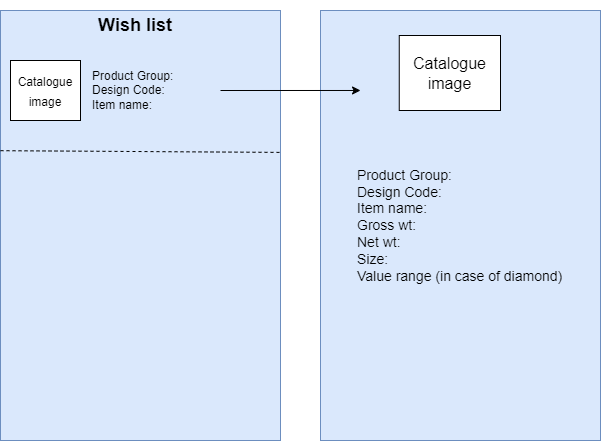 Wish list
Catalogue
image
Product Group:
Design Code:
Item name:
Catalogue
image
Product Group:
Design Code:
Item name:
Gross wt:
Net wt:
Size:
Value range (in case of diamond)